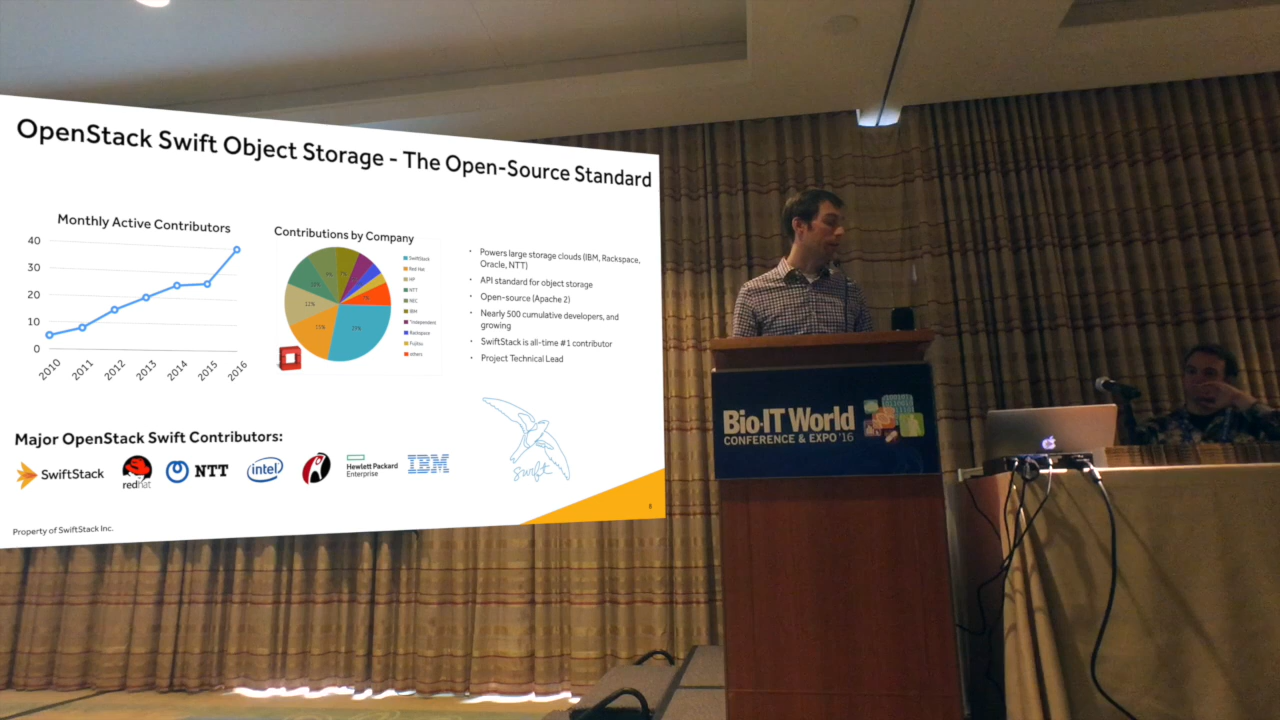 OpenStack Swift Object Storage - The Open-Source Standard
Monthly Active Contributors
40
30
20
10
0
2010
2011
2012
2013
2014
2015
2016
Contributions by Company
SwiftStack
Red Hat
HP
NTT
NEC
IBM
*independent
Rackspace
Fujitsu
others
• Powers large storage clouds (IBM, Rackspace,
Oracle, NTT)
• API standard for object storage
• Open-source (Apache 2)
• Nearly 500 cumulative developers, and
growing
• SwiftStack is all-time #1 contributor
• Project Technical Lead
Major OpenStack Swift Contributors:
SwiftStack
redhat
NTT
intel
Hewlett Packard
Enterprise
IBM
swift
Property of SwiftStack Inc.
Bio-IT World
CONFERENCE & EXPO '16